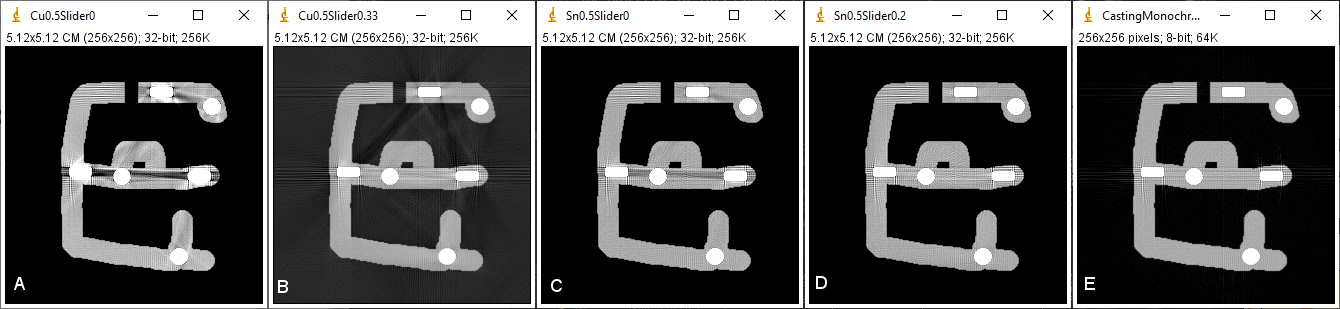 Cu0.5Slider0
5.12x5.12 CM (256x256); 32-bit; 256K
A
Cu0.5Slider0.33
5.12x5.12 CM (256x256); 32-bit; 256K
B
Sn0.5Slider0
5.12x5.12 CM (256x256); 32-bit; 256K
C
Sn0.5Slider0.2
5.12x5.12 CM (256x256); 32-bit; 256K
D
CastingMonochr...
256x256 pixels; 8-bit; 64K
E